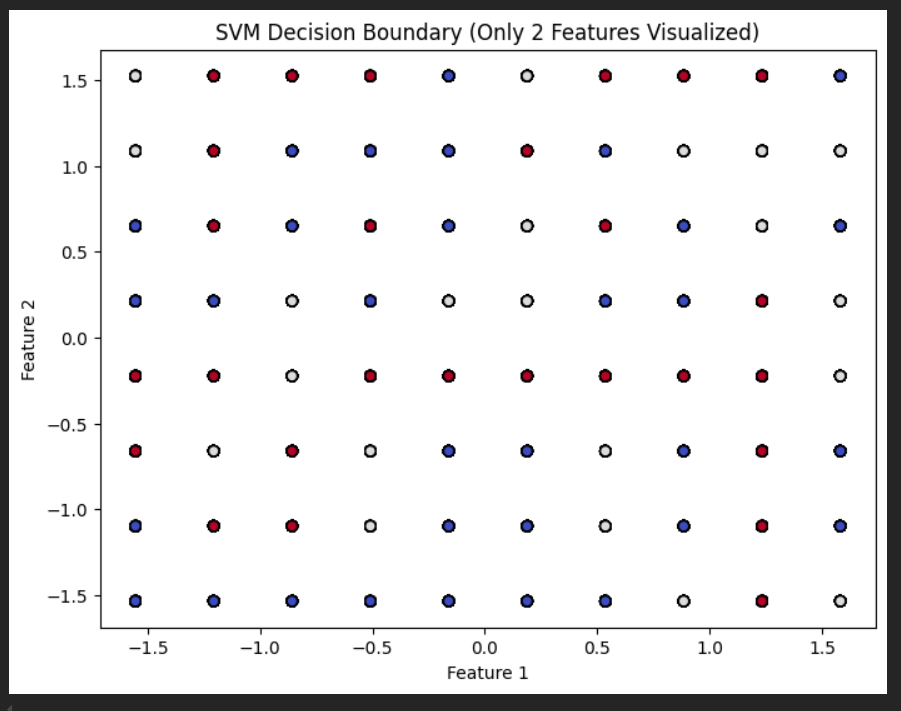 SVM Decision Boundary (Only 2 Features Visualized)
1.5
1.0
0.5
0.0
−0.5
−1.0
−1.5
Feature 2
−1.5 −1.0 −0.5 0.0 0.5 1.0 1.5
Feature 1